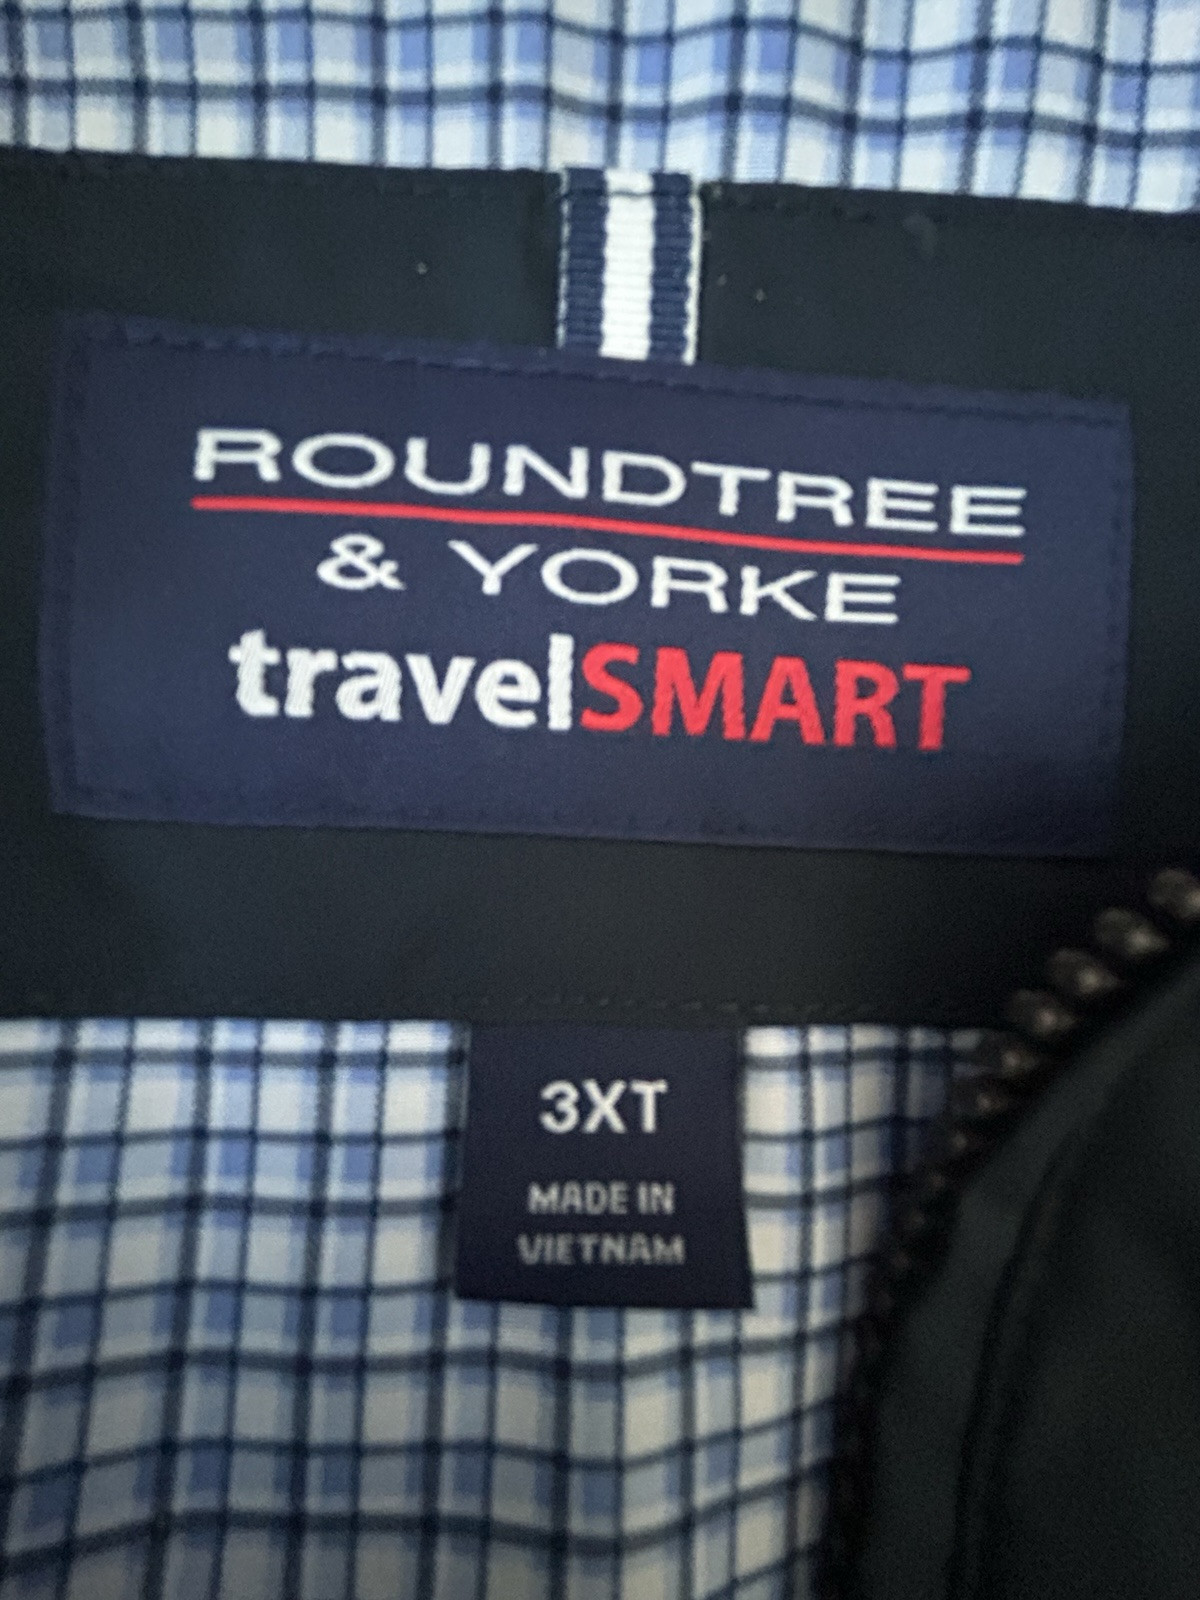 ROUNDTREE
& YORKE
travelSMART
3XT
MADE IN
VIETNAM